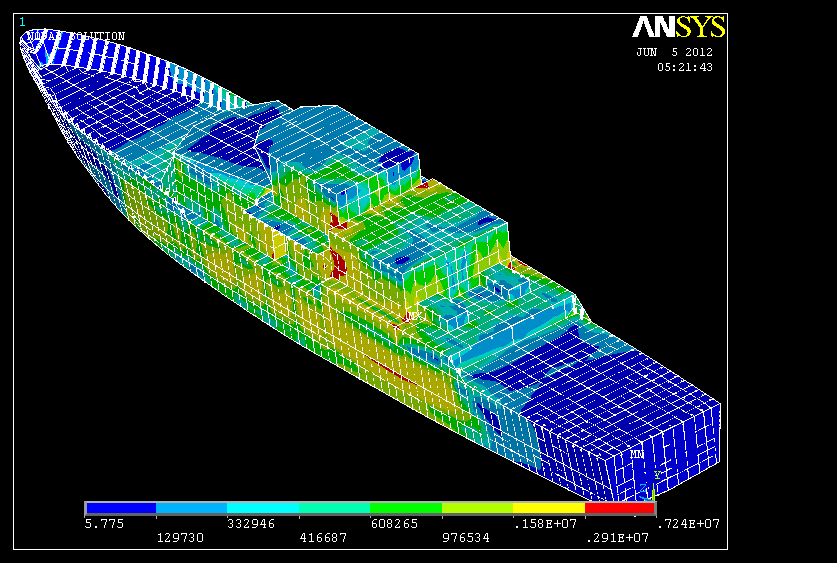 1
NODAL SOLUTION
ANSYS
JUN 5 2012
05:21:43
MX
MN
5.775 332946 608265 .158E+07 .724E+07
129730 416687 976534 .291E+07